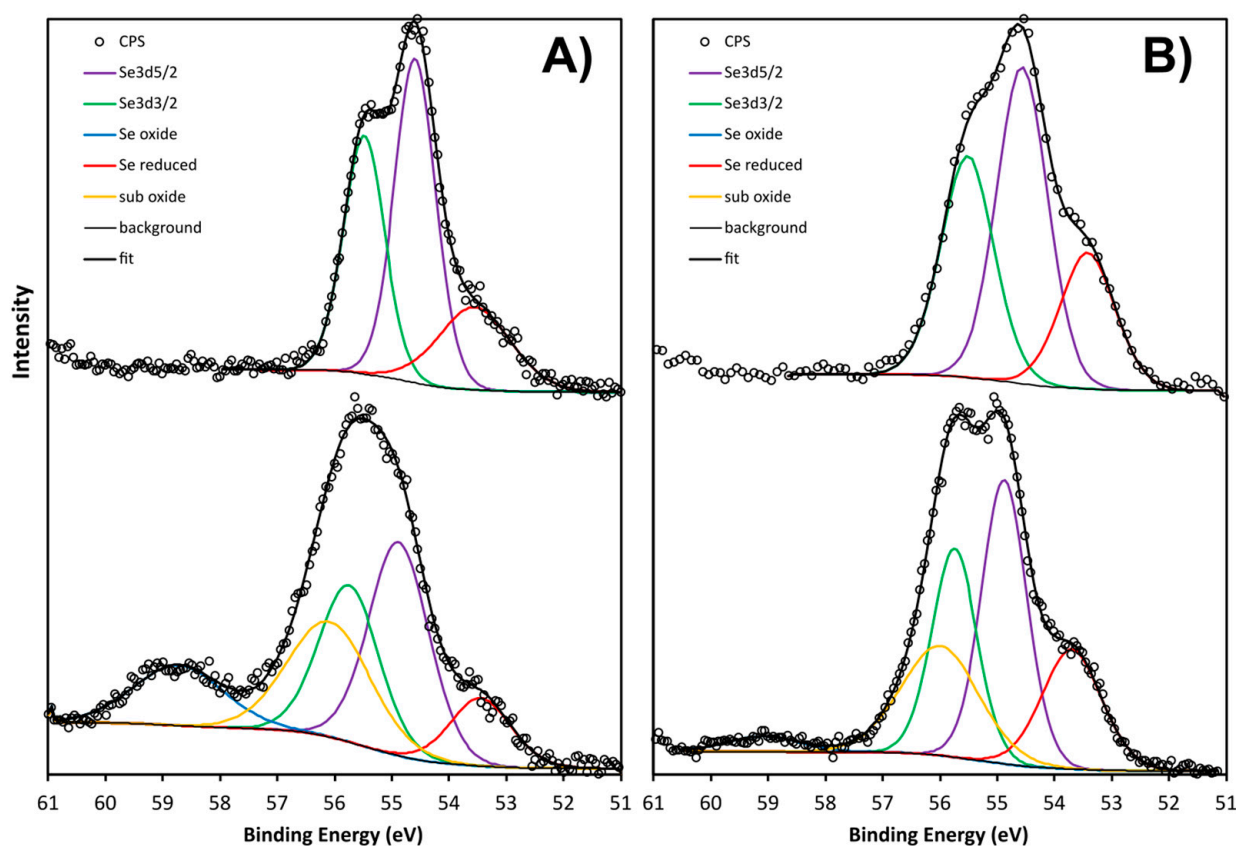 A)
CPS
Se3d5/2
Se3d3/2
Se oxide
Se reduced
sub oxide
background
fit
B)
CPS
Se3d5/2
Se3d3/2
Se oxide
Se reduced
sub oxide
background
fit
Intensity
61 60 59 58 57 56 55 54 53 52 51
61 60 59 58 57 56 55 54 53 52 51
Binding Energy (eV)
Binding Energy (eV)